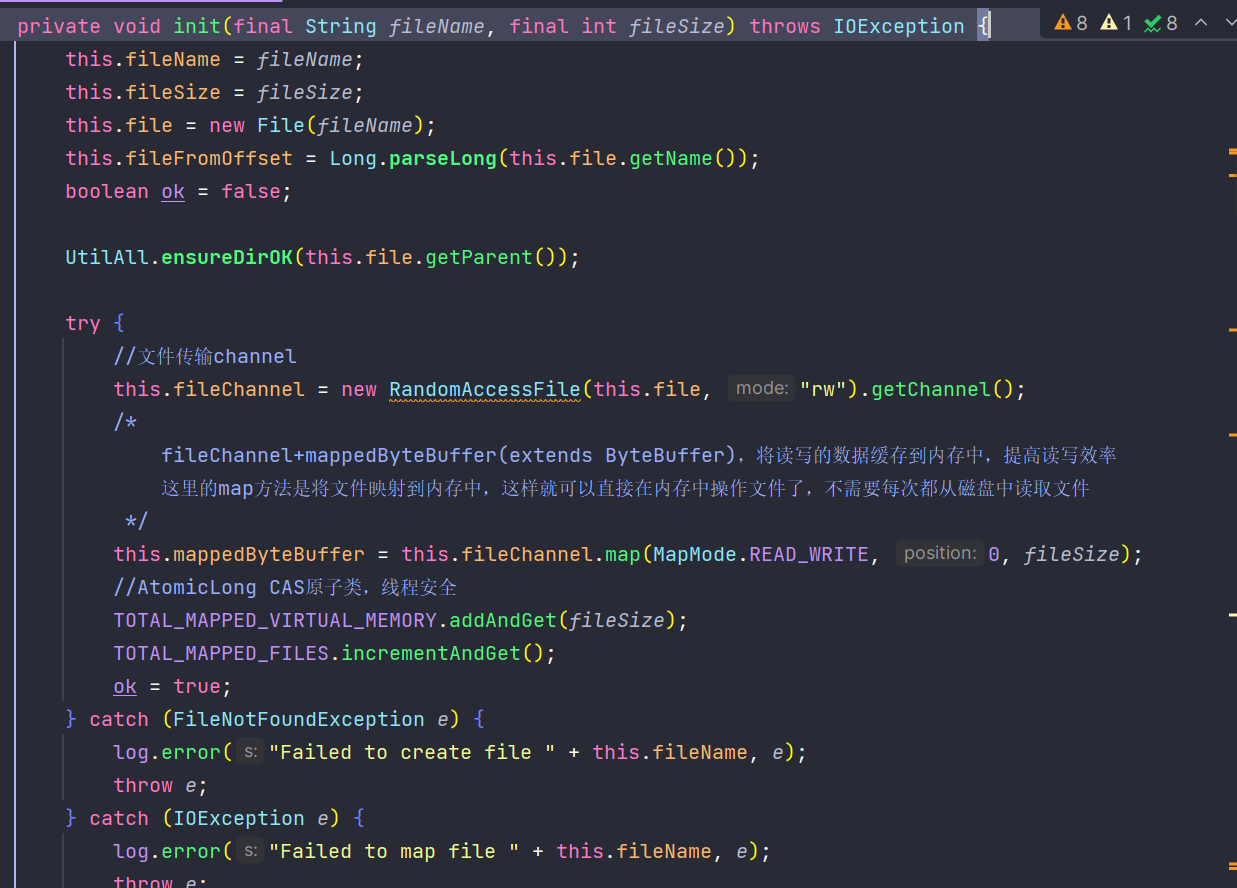 private void init(final String fileName, final int fileSize) throws IOException { 8 1 8
this.fileName = fileName;
this.fileSize = fileSize;
this.file = new File(fileName);
this.fileFromOffset = Long.parseLong(this.file.getName());
boolean ok = false;
UtilAll.ensureDirOK(this.file.getParent());
try {
//文件传输channel
this.fileChannel = new RandomAccessFile(this.file, mode: "rw").getChannel();
/*
fileChannel+mappedByteBuffer(extends ByteBuffer)，将读写的数据缓存到内存中，提高读写效率
这里的map方法是将文件映射到内存中，这样就可以直接在内存中操作文件了，不需要每次都从磁盘中读取文件
*/
this.mappedByteBuffer = this.fileChannel.map(MapMode.READ_WRITE, position: 0, fileSize);
//AtomicLong CAS原子类，线程安全
TOTAL_MAPPED_VIRTUAL_MEMORY.addAndGet(fileSize);
TOTAL_MAPPED_FILES.incrementAndGet();
ok = true;
} catch (FileNotFoundException e) {
log.error( s: "Failed to create file " + this.fileName, e);
throw e;
} catch (IOException e) {
log.error( s: "Failed to map file " + this.fileName, e);
throw e;